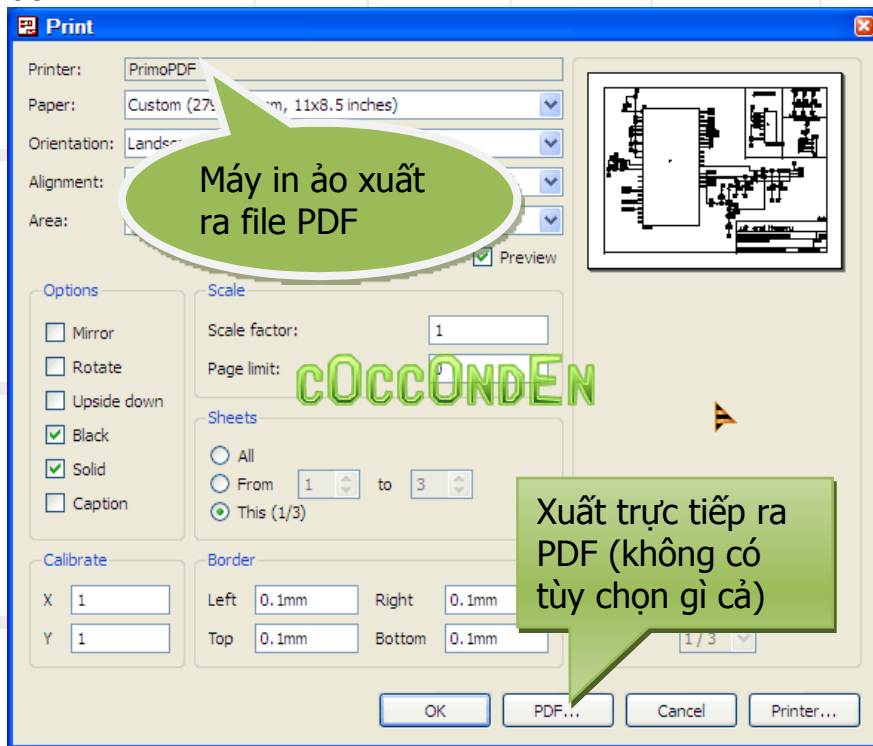 Print
Printer: PrimoPDF
Paper: Custom (279 m, 11x8.5 inches)
Orientation: Landsc
Máy in ảo xuất
ra file PDF
Alignment:
Area:
Preview
Options
Mirror
Rotate
Upside down
Black
Solid
Caption
Scale
Scale factor: 1
Page limit: 0
cOccOndEn
Sheets
All
From 1 to 3
This (1/3)
Xuất trực tiếp ra
PDF (không có
tùy chọn gì cả)
Calibrate
X 1
Y 1
Border
Left 0.1mm Right 0.1mm
Top 0.1mm Bottom 0.1mm
1 / 3
OK PDF... Cancel Printer...